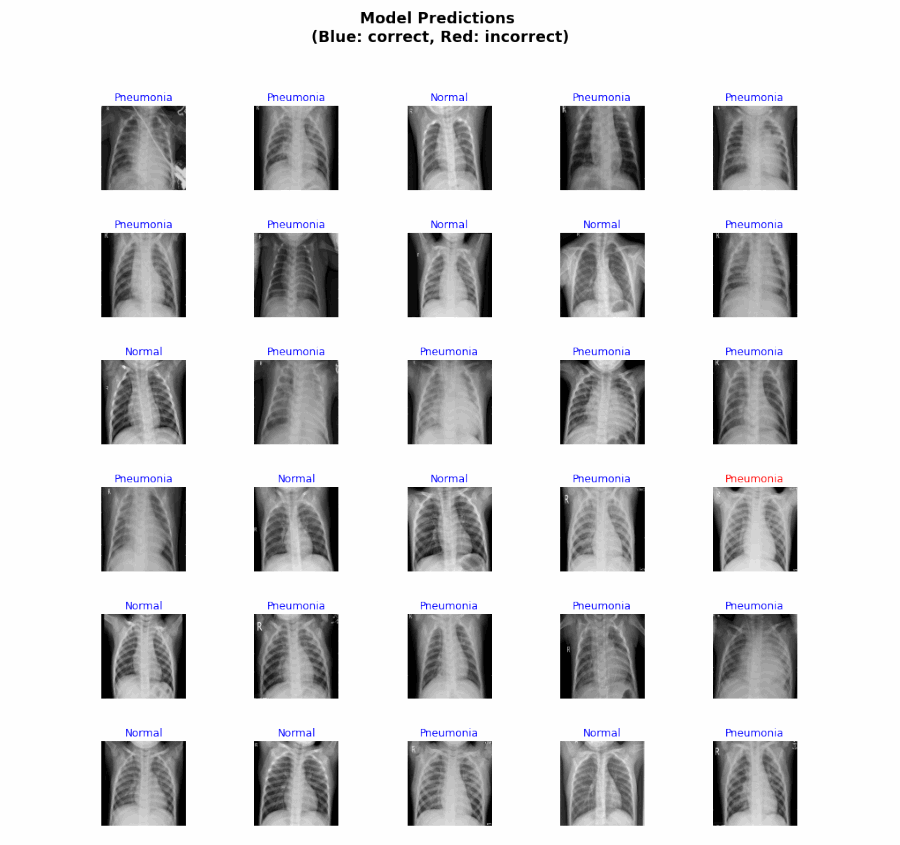 Model Predictions
(Blue: correct, Red: incorrect)
Pneumonia Pneumonia Normal Pneumonia Pneumonia
Pneumonia Pneumonia Normal Normal Pneumonia
Normal Pneumonia Pneumonia Pneumonia Pneumonia
Pneumonia Normal Normal Pneumonia Pneumonia
Normal Pneumonia Pneumonia Pneumonia Pneumonia
Normal Normal Pneumonia Normal Pneumonia